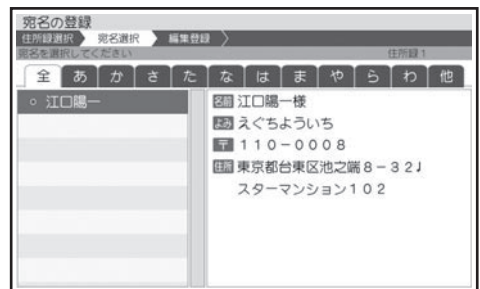 宛名の登録
住所録選択 宛名選択 編集登録
宛名を選択してください 住所録1
全 あ か さ た な は ま や ら わ 他
江口陽一
名前 江口陽一様
よみ えぐちよういち
〒 110-0008
住所 東京都台東区池之端8-32」
スターマンション102